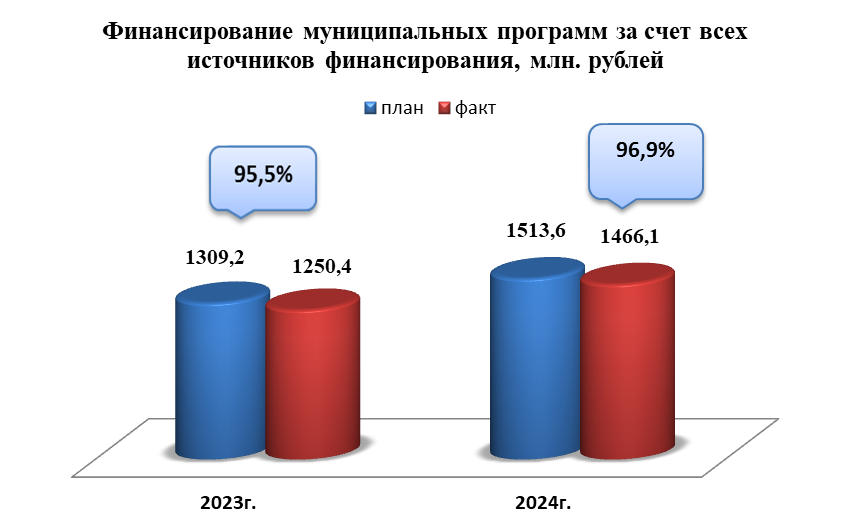 Финансирование муниципальных программ за счет всех
источников финансирования, млн. рублей
план факт
95,5%
96,9%
1309,2
1250,4
1513,6
1466,1
2023г.
2024г.